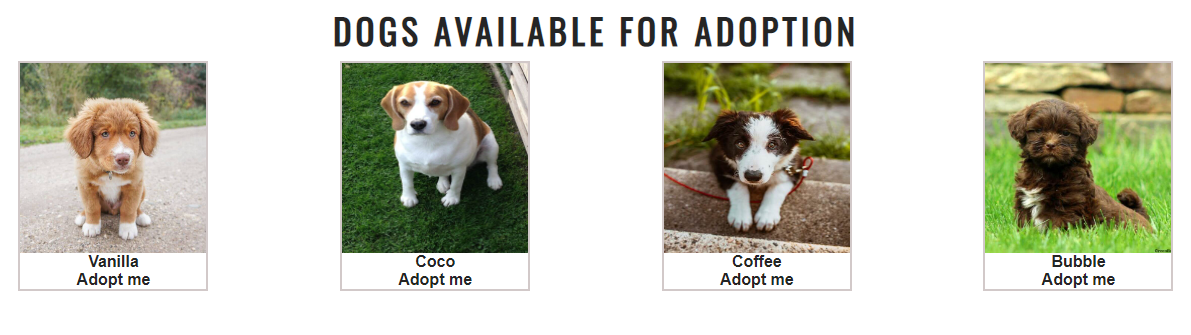 DOGS AVAILABLE FOR ADOPTION
Vanilla
Adopt me
Coco
Adopt me
Coffee
Adopt me
Bubble
Adopt me